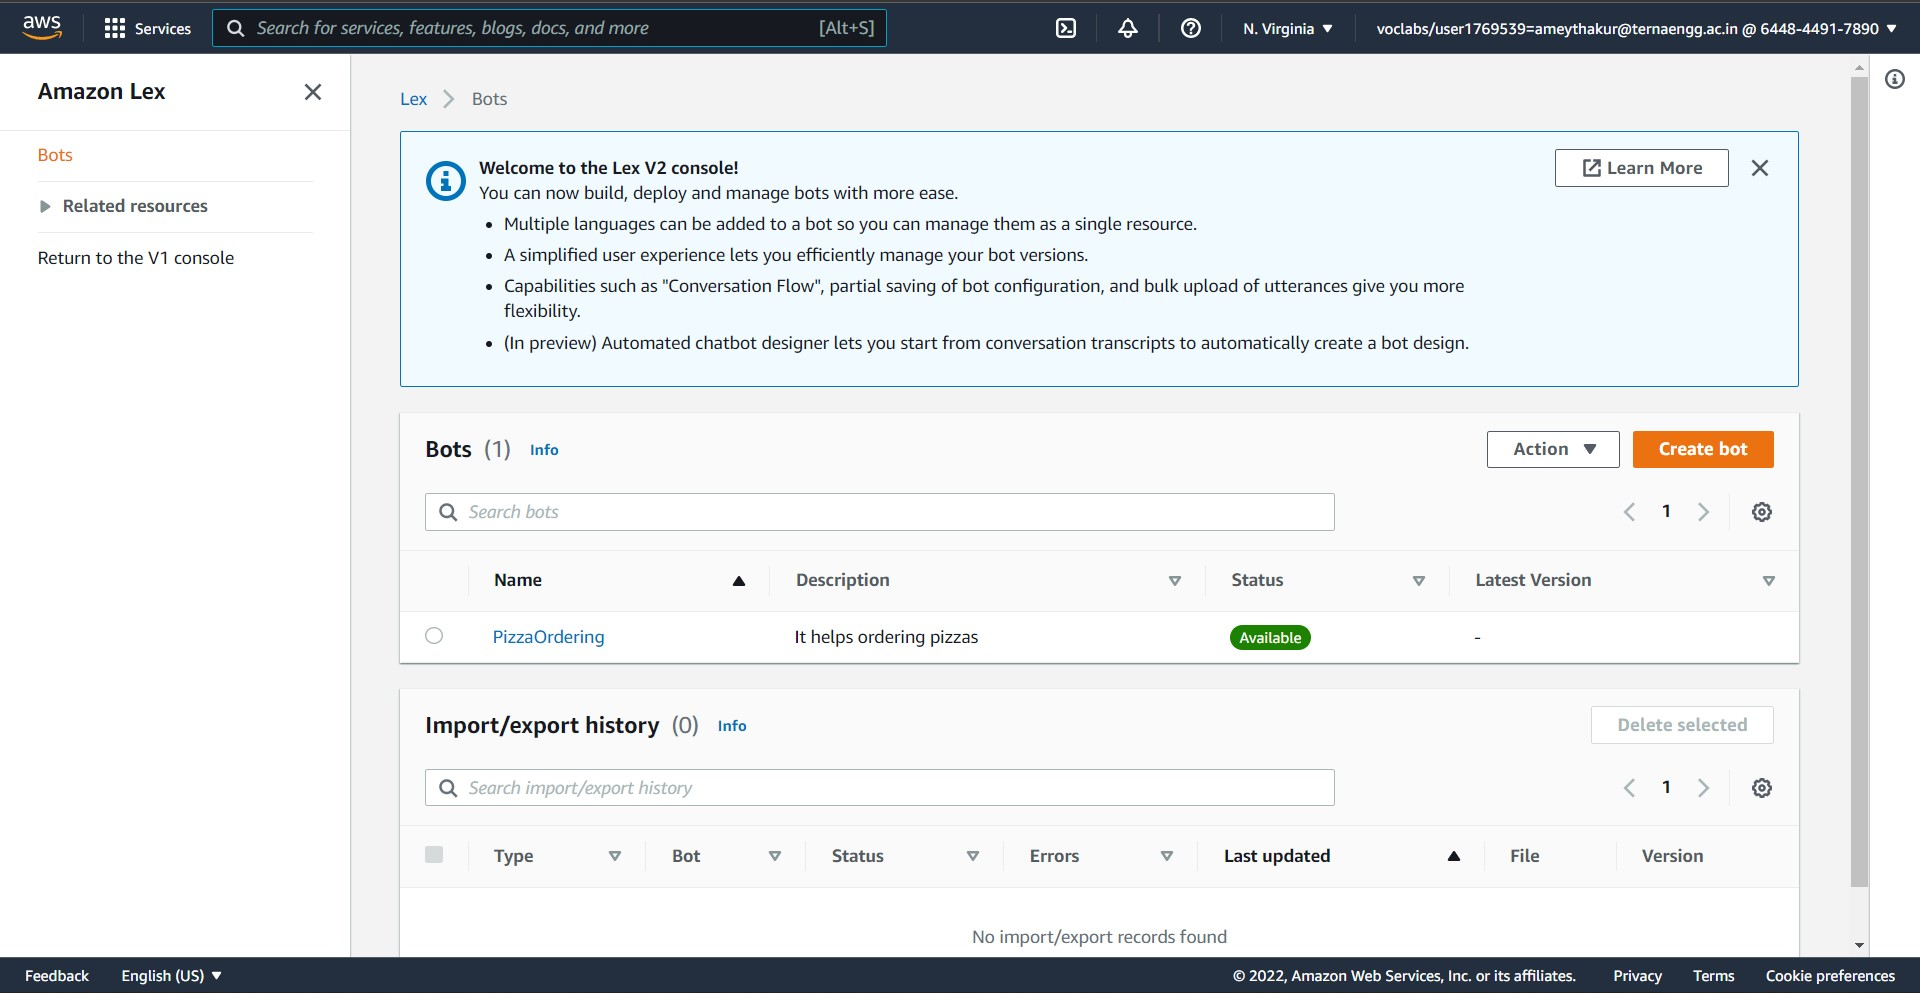 aws
Services
Search for services, features, blogs, docs, and more
[Alt+S]
N. Virginia
voclabs/user1769539=ameythakur@ternaengg.ac.in @ 6448-4491-7890
Amazon Lex
Bots
Related resources
Return to the V1 console
Lex
Bots
Welcome to the Lex V2 console!
You can now build, deploy and manage bots with more ease.
Multiple languages can be added to a bot so you can manage them as a single resource.
A simplified user experience lets you efficiently manage your bot versions.
Capabilities such as "Conversation Flow", partial saving of bot configuration, and bulk upload of utterances give you more
flexibility.
(In preview) Automated chatbot designer lets you start from conversation transcripts to automatically create a bot design.
Learn More
Bots (1) Info
Action
Create bot
Search bots
1
Name
Description
Status
Latest Version
PizzaOrdering
It helps ordering pizzas
Available
-
Import/export history (0) Info
Delete selected
Search import/export history
1
Type
Bot
Status
Errors
Last updated
File
Version
No import/export records found
Feedback
English (US)
© 2022, Amazon Web Services, Inc. or its affiliates.
Privacy
Terms
Cookie preferences